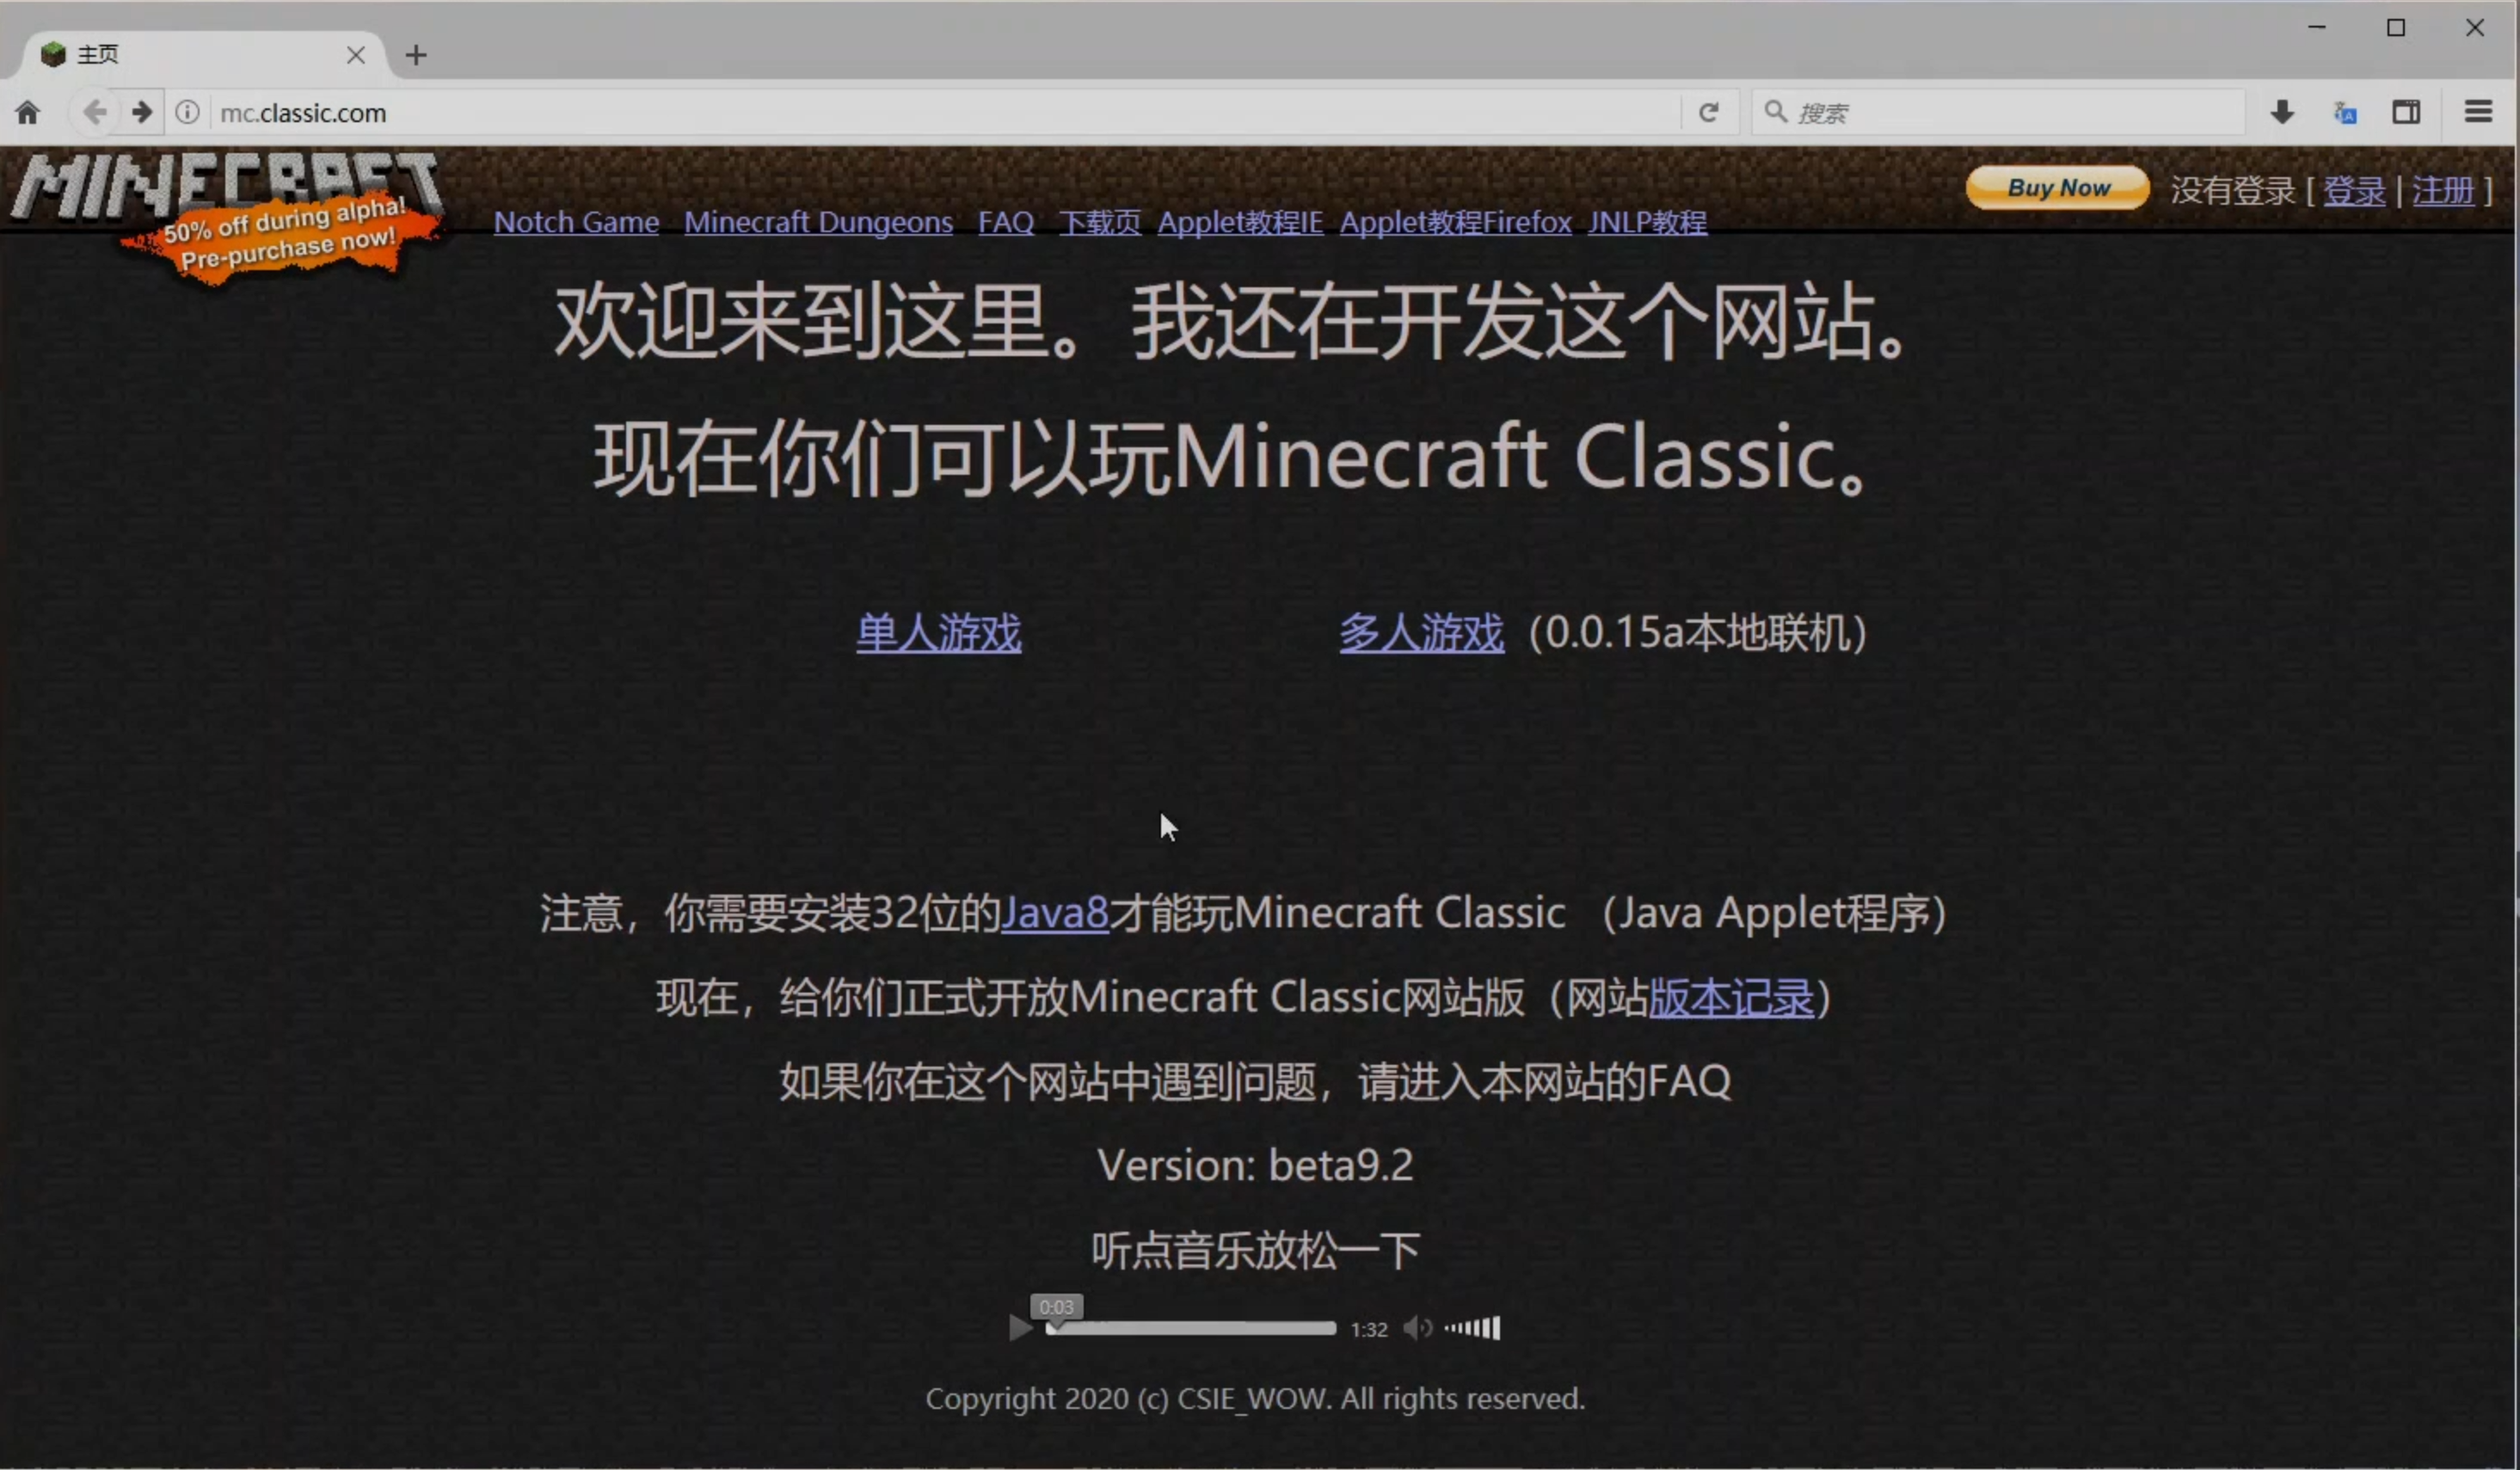 主页
mc.classic.com
搜索
MINECRAFT
50% off during alpha!
Pre-purchase now!
Notch Game Minecraft Dungeons FAQ 下载页 Applet教程IE Applet教程Firefox JNLP教程
Buy Now 没有登录 [ 登录 | 注册 ]
欢迎来到这里。我还在开发这个网站。
现在你们可以玩Minecraft Classic。
单人游戏 多人游戏（0.0.15a本地联机）
注意，你需要安装32位的Java8才能玩Minecraft Classic （Java Applet程序）
现在，给你们正式开放Minecraft Classic网站版（网站版本记录）
如果你在这个网站中遇到问题，请进入本网站的FAQ
Version: beta9.2
听点音乐放松一下
0:03
1:32
Copyright 2020 (c) CSIE_WOW. All rights reserved.